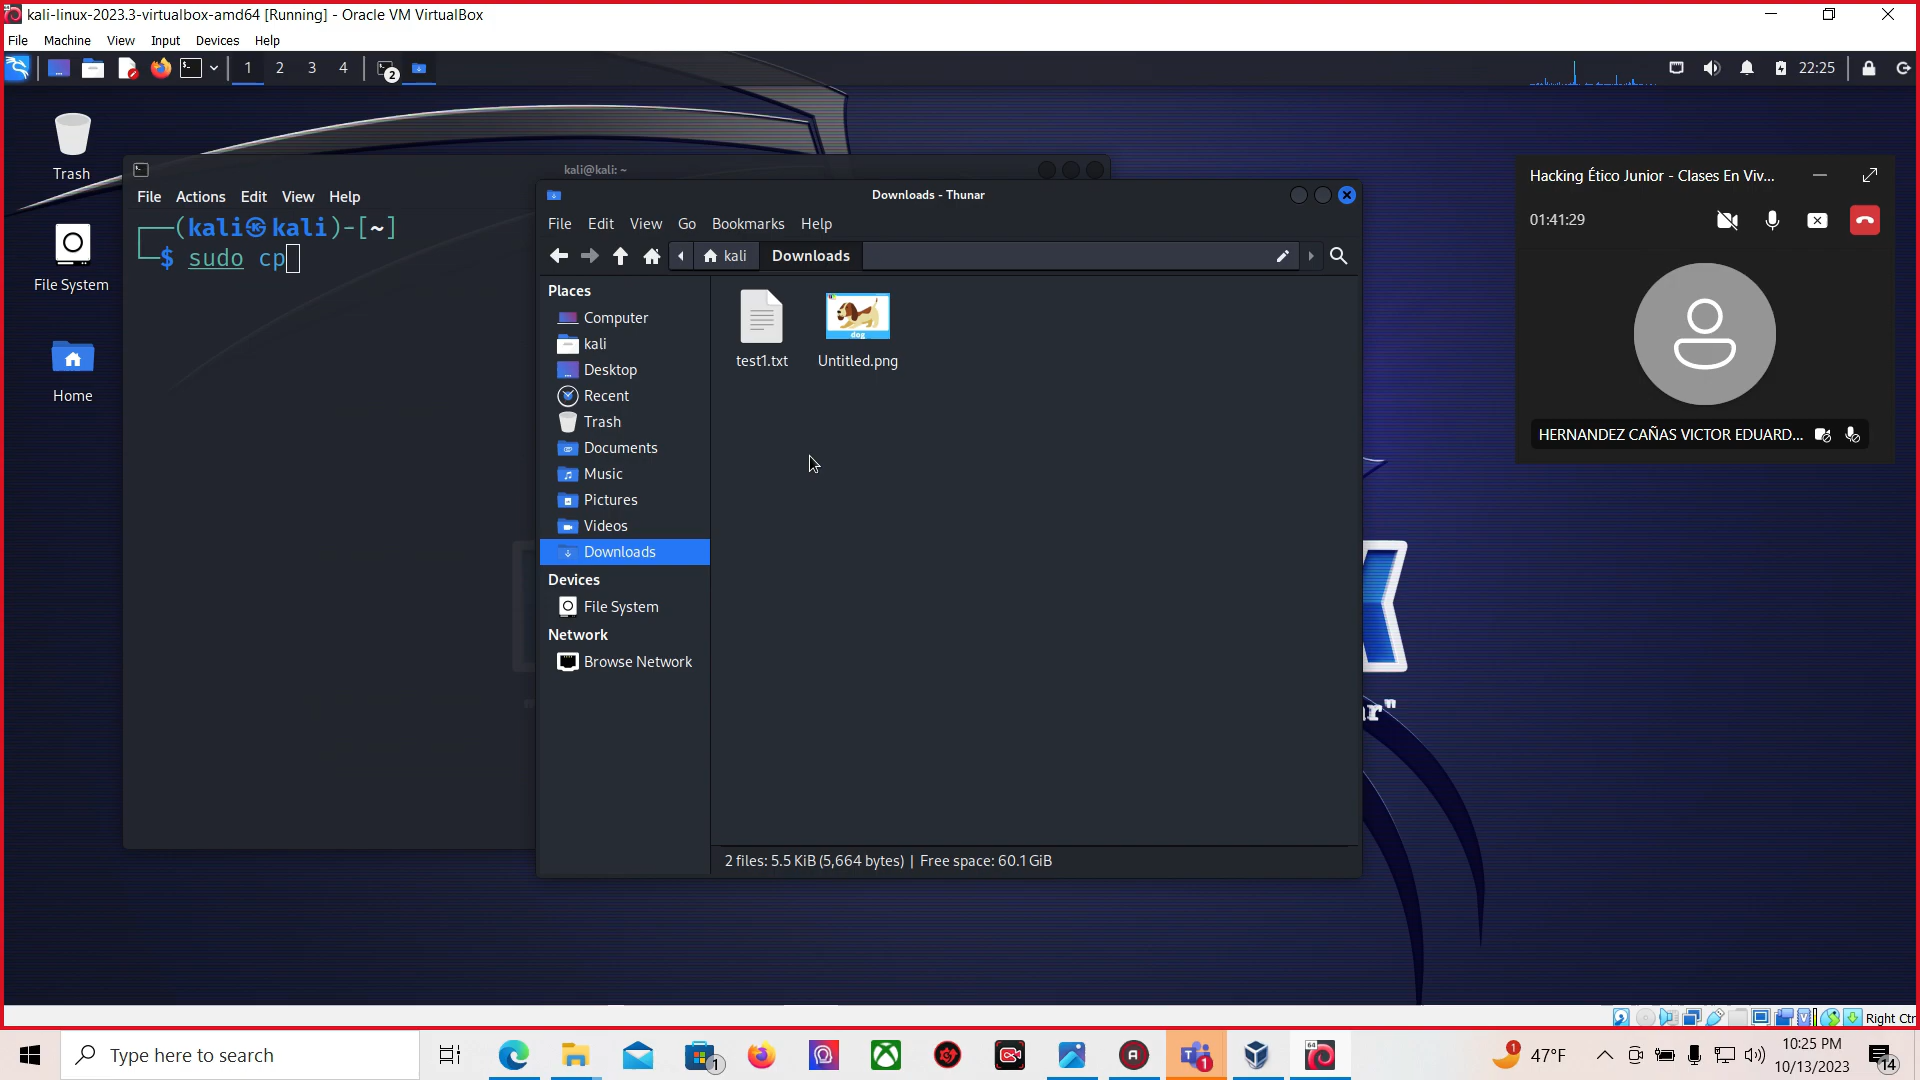 kali-linux-2023.3-virtualbox-amd64 [Running] - Oracle VM VirtualBox
File Machine View Input Devices Help
1 2 3 4 2 22:25
Trash
File System
Home
kali@kali: ~
File Actions Edit View Help
(kali㉿kali)-[~]
$ sudo cp
Downloads - Thunar
File Edit View Go Bookmarks Help
kali Downloads
Places
Computer
kali
Desktop
Recent
Trash
Documents
Music
Pictures
Videos
Downloads
Devices
File System
Network
Browse Network
dog
test1.txt Untitled.png
2 files: 5.5 KiB (5,664 bytes) | Free space: 60.1 GiB
Hacking Ético Junior - Clases En Viv...
01:41:29
HERNANDEZ CAÑAS VICTOR EDUARD...
"
Right Ctr
Type here to search
1
1
1
47°F
10:25 PM
10/13/2023
14